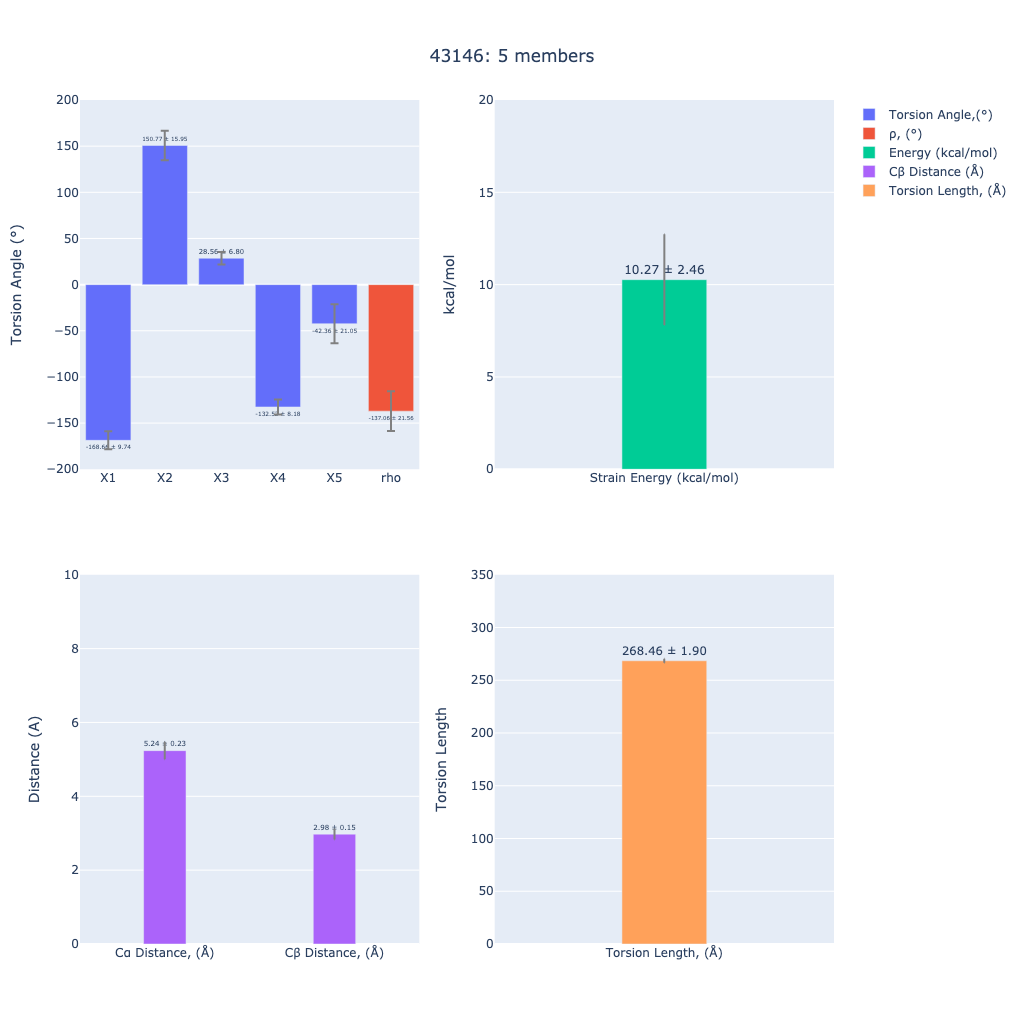 43146: 5 members
Torsion Angle (°)
200
150
100
50
0
−50
−100
−150
−200
150.77 ± 15.95
28.56 ± 6.80
-42.36 ± 21.05
-137.06 ± 21.56
X1
X2
X3
X4
X5
rho
kcal/mol
20
15
10
5
0
10.27 ± 2.46
Strain Energy (kcal/mol)
Torsion Angle,(°)
ρ, (°)
Energy (kcal/mol)
Cβ Distance (Å)
Torsion Length, (Å)
Distance (A)
10
8
6
4
2
0
5.24 ± 0.23
2.98 ± 0.15
Cα Distance, (Å)
Cβ Distance, (Å)
Torsion Length
350
300
250
200
150
100
50
0
268.46 ± 1.90
Torsion Length, (Å)